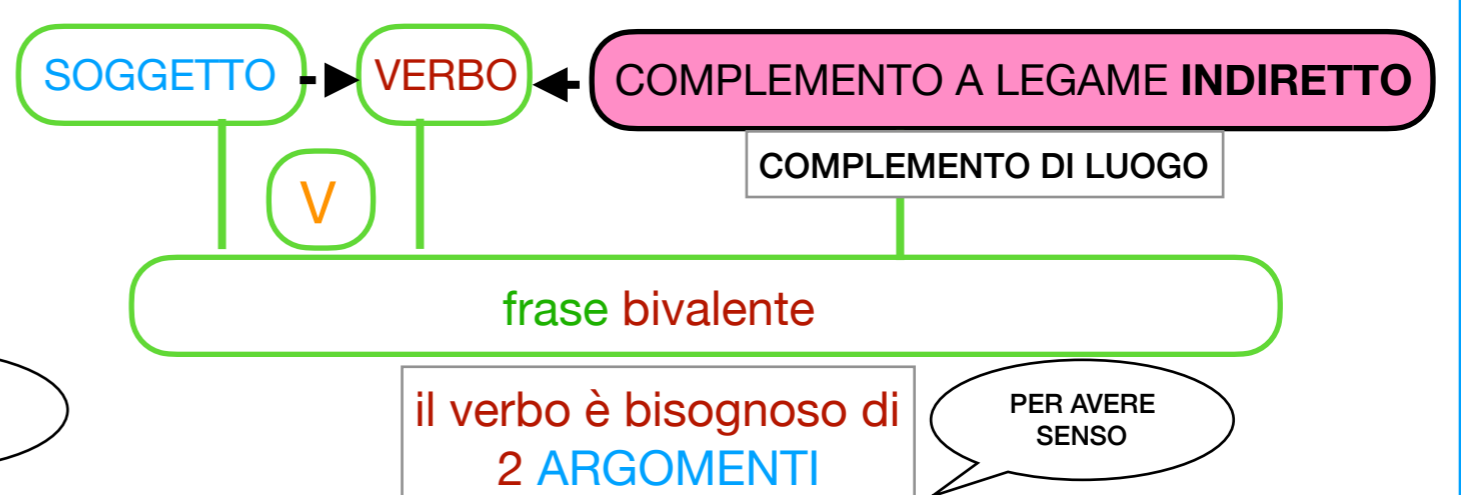 SOGGETTO
VERBO
COMPLEMENTO A LEGAME INDIRETTO
COMPLEMENTO DI LUOGO
V
frase bivalente
il verbo è bisognoso di
2 ARGOMENTI
PER AVERE
SENSO